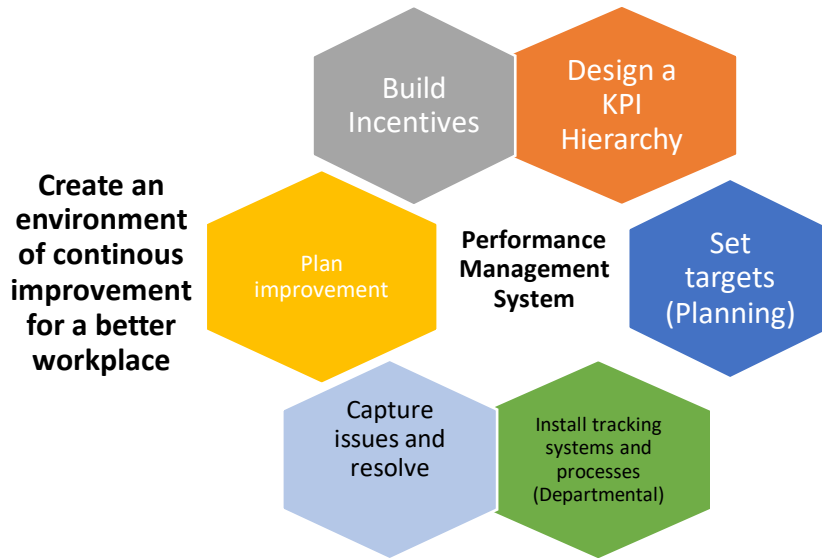 Build
Incentives
Design a
KPI
Hierarchy
Create an
environment
of continous
improvement
for a better
workplace
Plan
improvement
Performance
Management
System
Set
targets
(Planning)
Capture
issues and
resolve
Install tracking
systems and
processes
(Departmental)